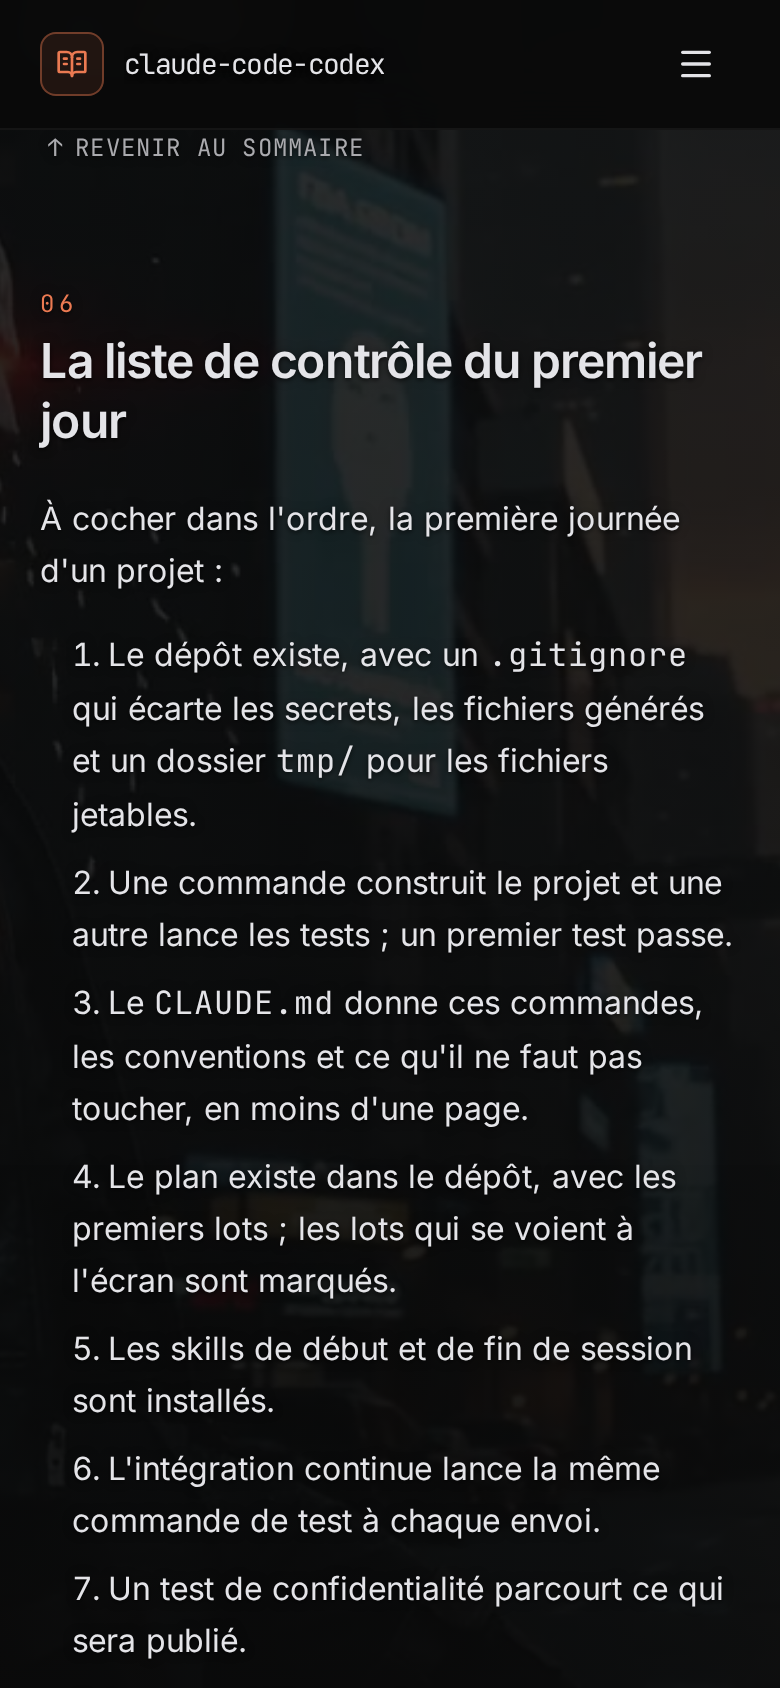 claude-code-codex
↑ REVENIR AU SOMMAIRE
06
La liste de contrôle du premier
jour
À cocher dans l'ordre, la première journée
d'un projet :
1. Le dépôt existe, avec un .gitignore
qui écarte les secrets, les fichiers générés
et un dossier tmp/ pour les fichiers
jetables.
2. Une commande construit le projet et une
autre lance les tests ; un premier test passe.
3. Le CLAUDE.md donne ces commandes,
les conventions et ce qu'il ne faut pas
toucher, en moins d'une page.
4. Le plan existe dans le dépôt, avec les
premiers lots ; les lots qui se voient à
l'écran sont marqués.
5. Les skills de début et de fin de session
sont installés.
6. L'intégration continue lance la même
commande de test à chaque envoi.
7. Un test de confidentialité parcourt ce qui
sera publié.